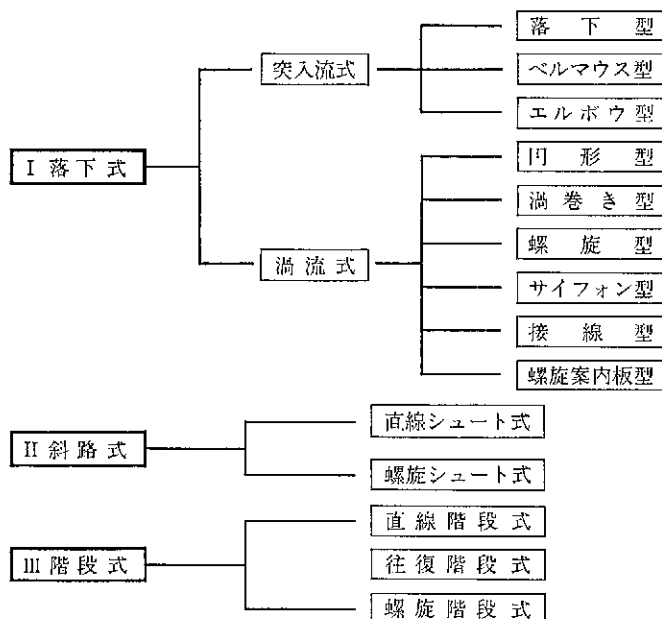 落下型
突入流式
ベルマウス型
エルボウ型
I 落下式
円形型
渦巻き型
螺旋型
渦流式
サイフォン型
接線型
螺旋案内板型
II 斜路式
直線シュート式
螺旋シュート式
III 階段式
直線階段式
往復階段式
螺旋階段式